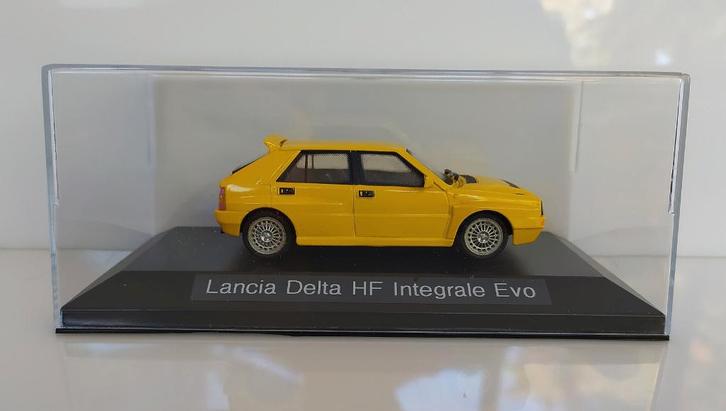 Lancia Delta HF Integrale Evo